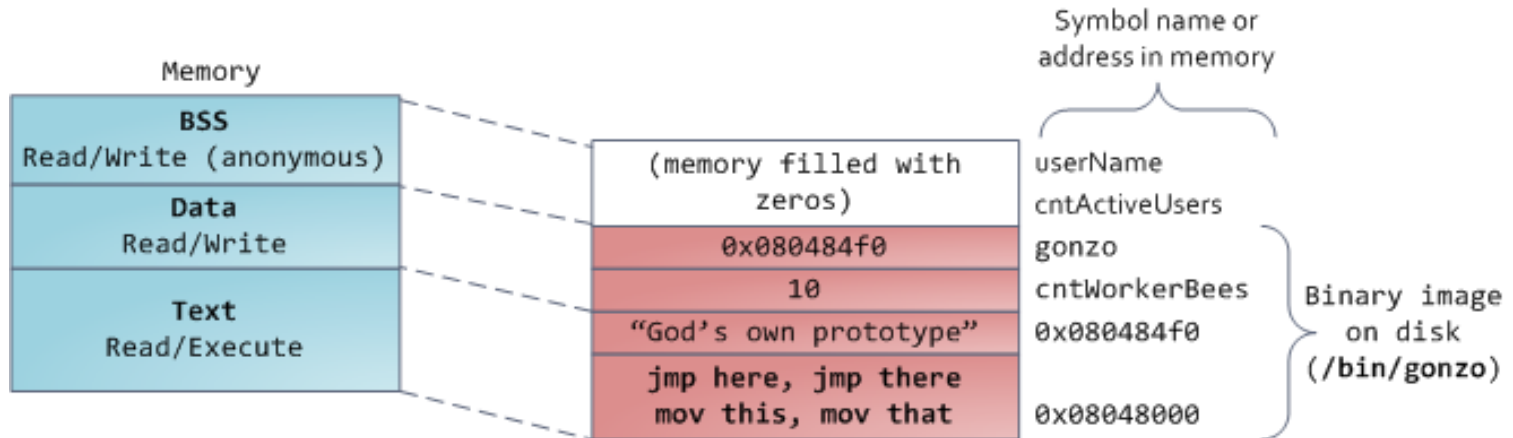 Symbol name or
address in memory
Memory
BSS
Read/Write (anonymous)
Data
Read/Write
Text
Read/Execute
(memory filled with
zeros)
0x080484f0
10
“God’s own prototype”
jmp here, jmp there
mov this, mov that
userName
cntActiveUsers
gonzo
cntWorkerBees
0x080484f0
0x08048000
Binary image
on disk
(/bin/gonzo)